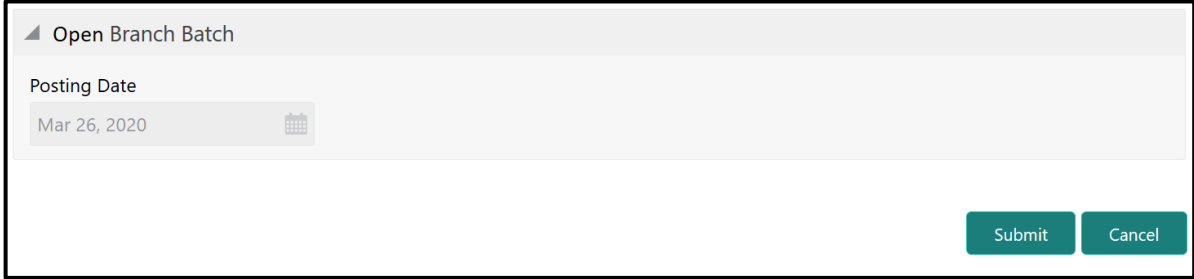 Open Branch Batch
Posting Date
Mar 26, 2020
Submit Cancel